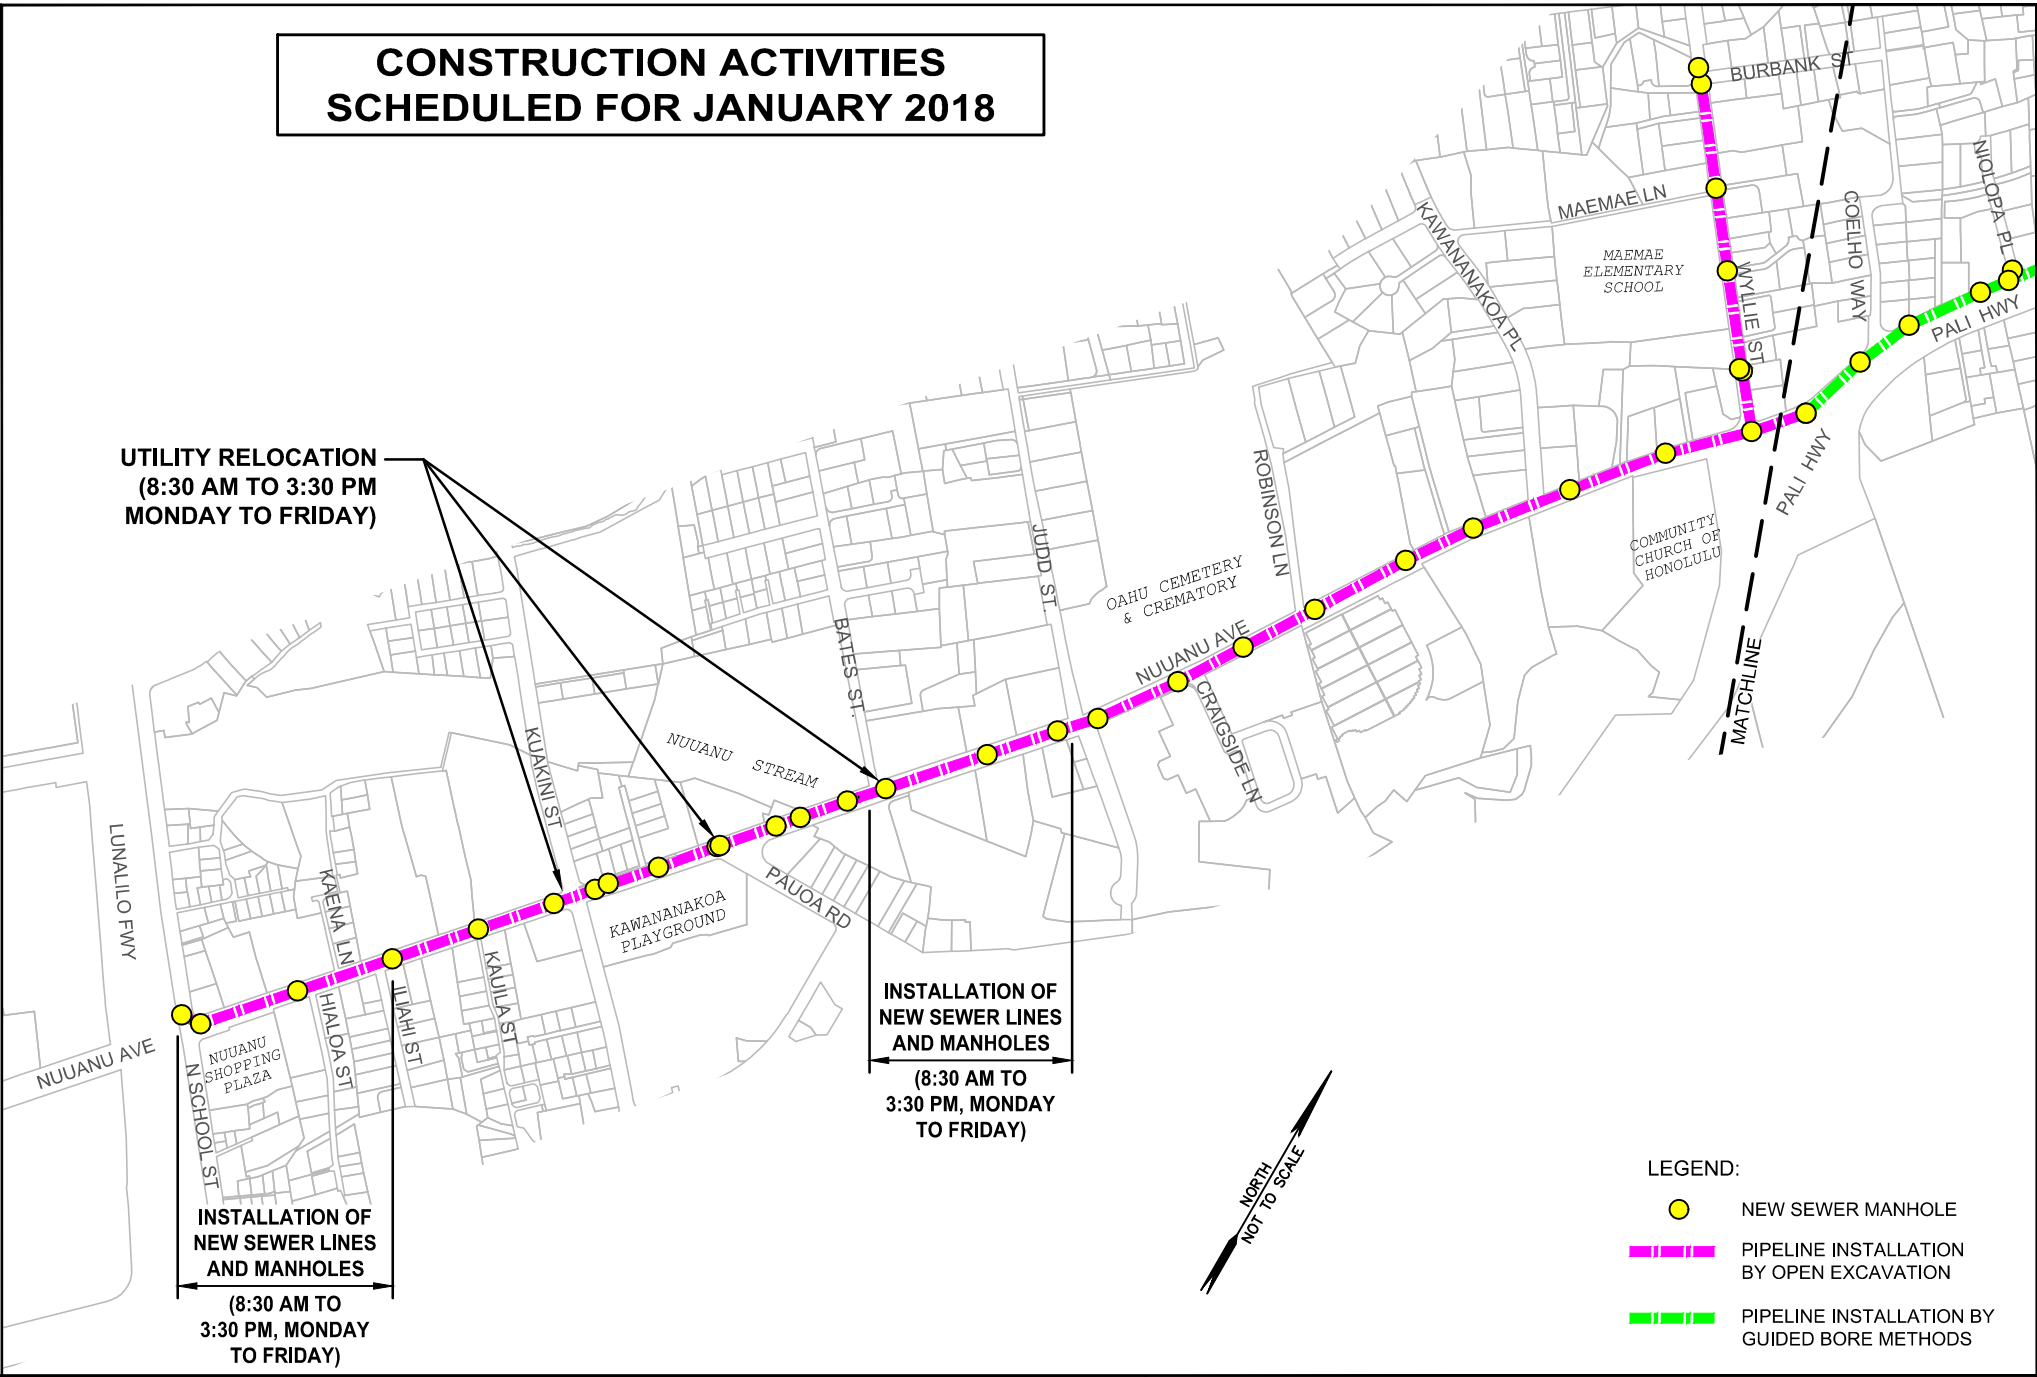 CONSTRUCTION ACTIVITIES
SCHEDULED FOR JANUARY 2018
BURBANK ST
NIOLOPA PL
MAEMAE LN
COELHO WAY
KAWANANAKOA PL
MAEMAE
ELEMENTARY
SCHOOL
WYLIE ST
PALI HWY
PALI HWY
UTILITY RELOCATION
(8:30 AM TO 3:30 PM
MONDAY TO FRIDAY)
ROBINSON LN
JUDD ST.
COMMUNITY
CHURCH OF
HONOLULU
OAHU CEMETERY
& CREMATORY
BATES ST.
NUUANU AVE
MATCHLINE
CRAIGSIDE LN
KUAKINI ST
NUUANU STREAM
LUNALILO FWY
KAENA LN
PAUOA RD
KAWANANAKOA
PLAYGROUND
KAUILA ST
ILIAHI ST
HIALOA ST
NUUANU
SHOPPING
PLAZA
NUUANU AVE
N SCHOOL ST
INSTALLATION OF
NEW SEWER LINES
AND MANHOLES
(8:30 AM TO
3:30 PM, MONDAY
TO FRIDAY)
INSTALLATION OF
NEW SEWER LINES
AND MANHOLES
(8:30 AM TO
3:30 PM, MONDAY
TO FRIDAY)
NORTH
NOT TO SCALE
LEGEND:
NEW SEWER MANHOLE
PIPELINE INSTALLATION
BY OPEN EXCAVATION
PIPELINE INSTALLATION BY
GUIDED BORE METHODS